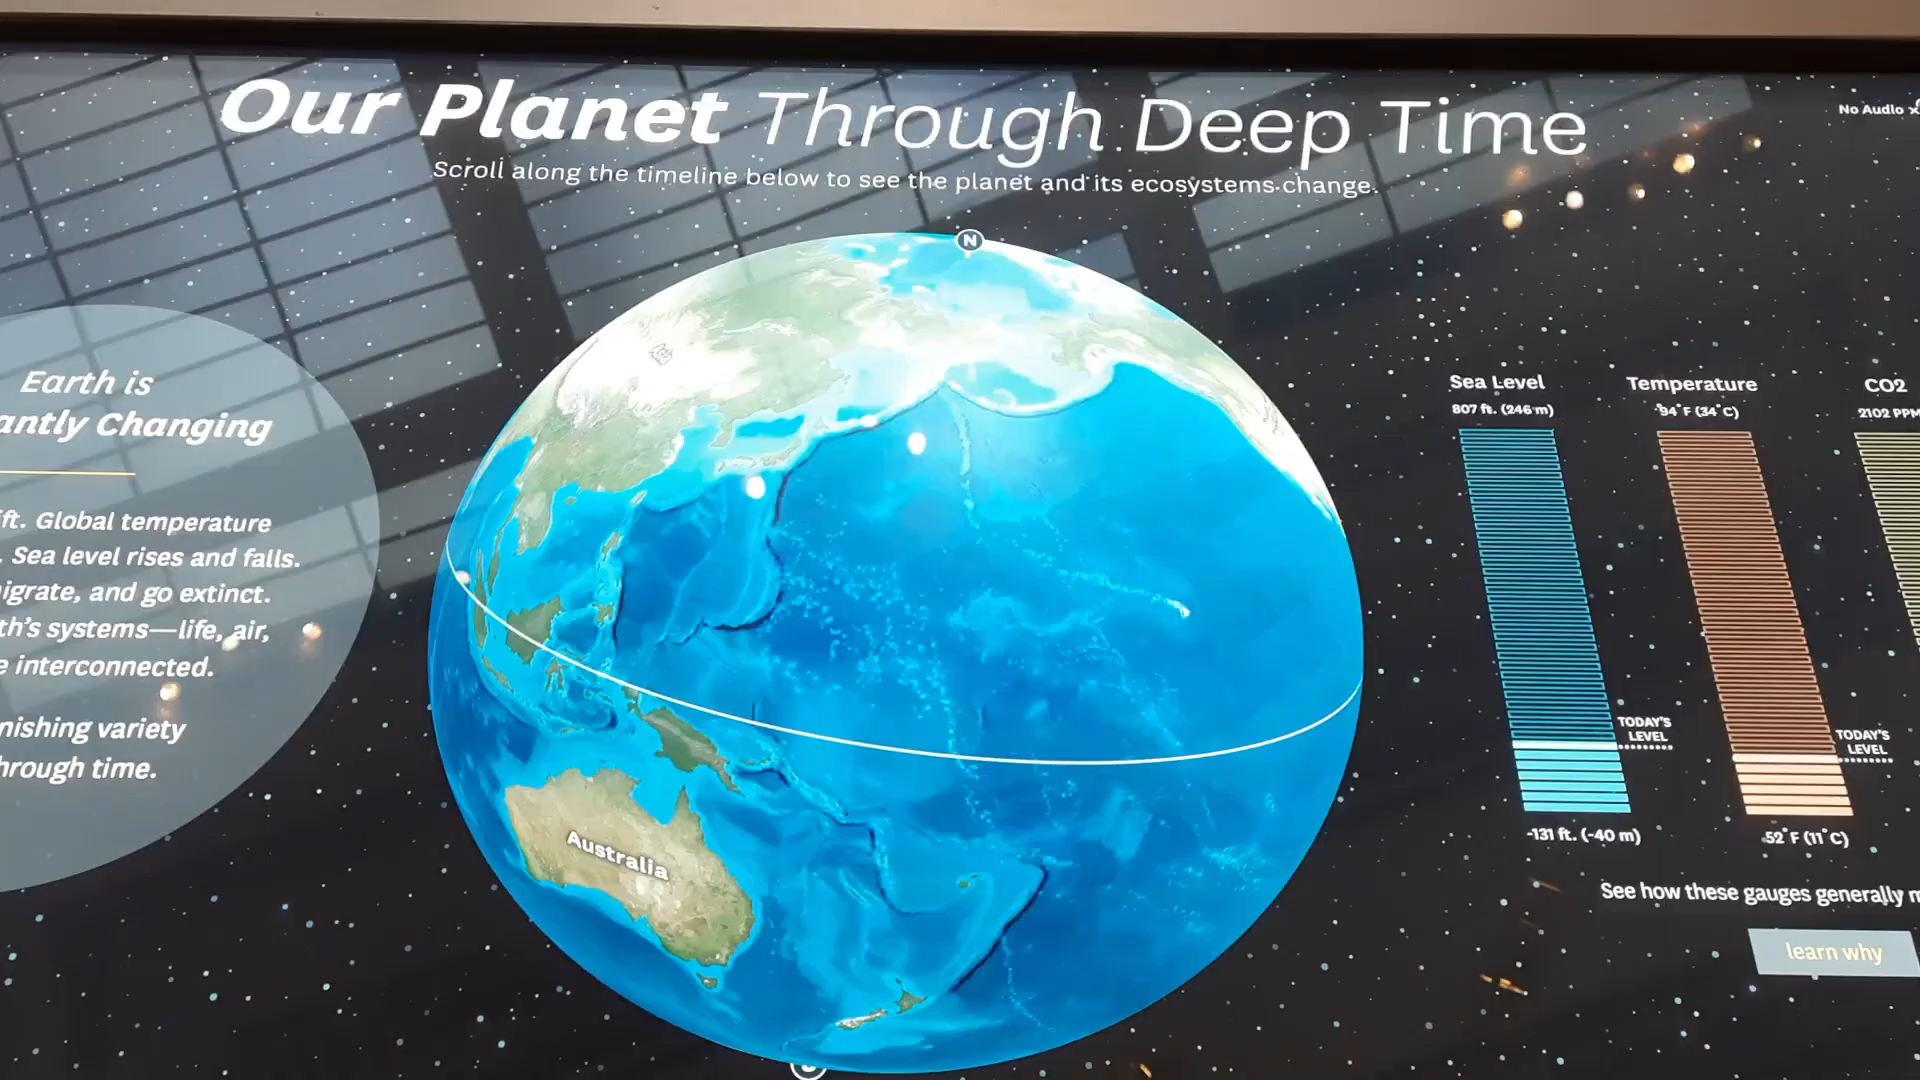 Our Planet Through Deep Time
Scroll along the timeline below to see the planet and its ecosystems change.
No Audio
N
Earth is
antly Changing
ft. Global temperature
. Sea level rises and falls.
igrate, and go extinct.
th's systems—life, air,
e interconnected.
nishing variety
hrough time.
Australia
Sea Level
807 ft. (246 m)
TODAY'S
LEVEL
-131 ft. (-40 m)
Temperature
94°F (34°C)
TODAY'S
LEVEL
52°F (11°C)
CO2
2102 PPM
See how these gauges generally
learn why